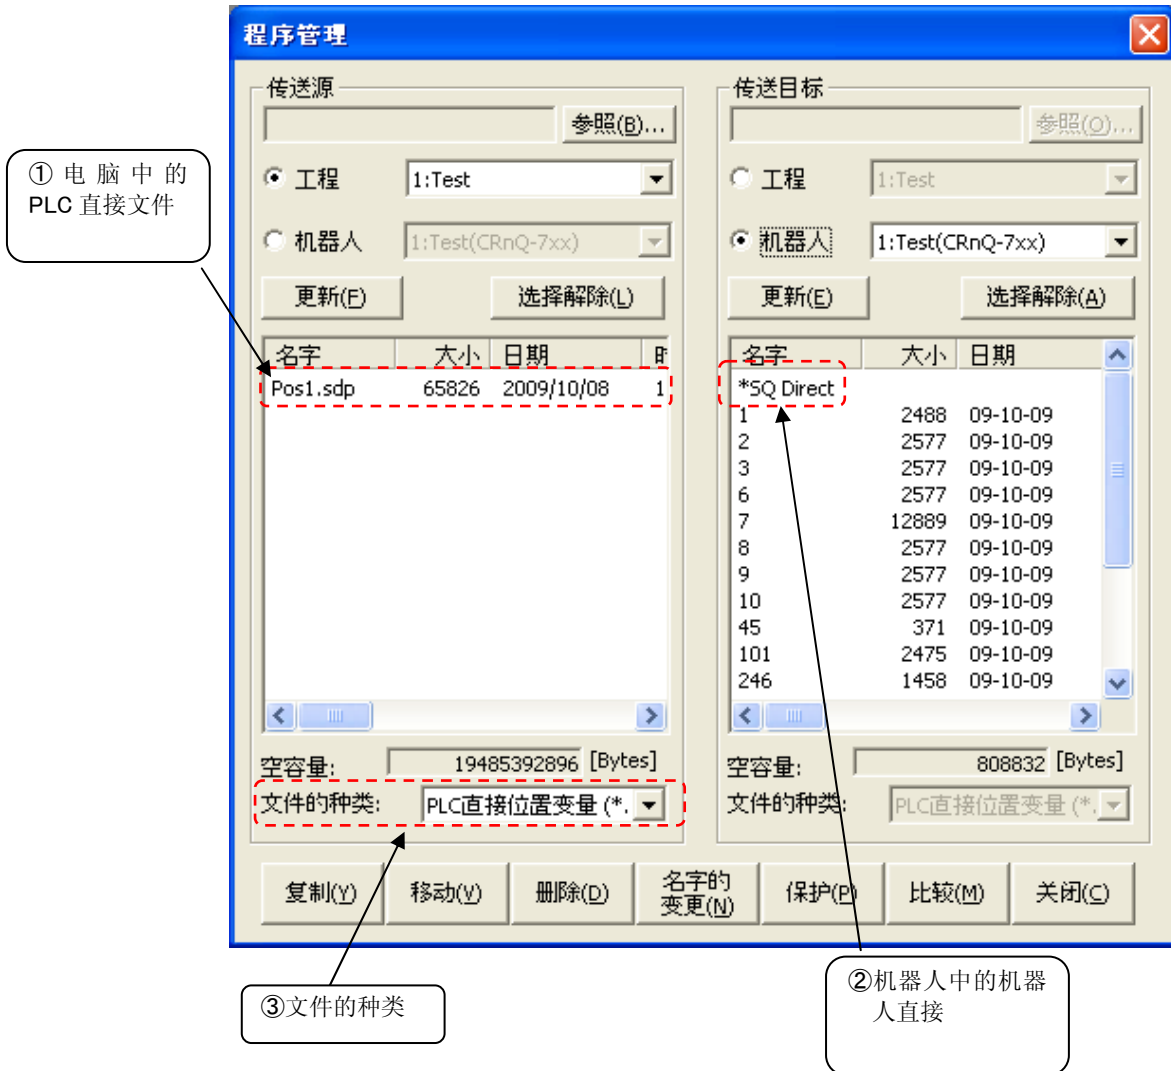 程序管理
传送源
参照(B)...
工程 1:Test
机器人 1:Test(CRnQ-7xx)
更新(F) 选择解除(L)
名字 大小 日期
Pos1.sdp 65826 2009/10/08 1
空容量: 19485392896 [Bytes]
文件的种类: PLC直接位置变量 (*.
传送目标
参照(O)...
工程 1:Test
机器人 1:Test(CRnQ-7xx)
更新(E) 选择解除(A)
名字 大小 日期
*SQ Direct
1 2488 09-10-09
2 2577 09-10-09
3 2577 09-10-09
6 2577 09-10-09
7 12889 09-10-09
8 2577 09-10-09
9 2577 09-10-09
10 2577 09-10-09
45 371 09-10-09
101 2475 09-10-09
246 1458 09-10-09
空容量: 808832 [Bytes]
文件的种类: PLC直接位置变量 (*.
复制(Y) 移动(V) 删除(D) 名字的
变更(N) 保护(P) 比较(M) 关闭(C)
①电脑中的
PLC 直接文件
②机器人中的机器
人直接
③文件的种类